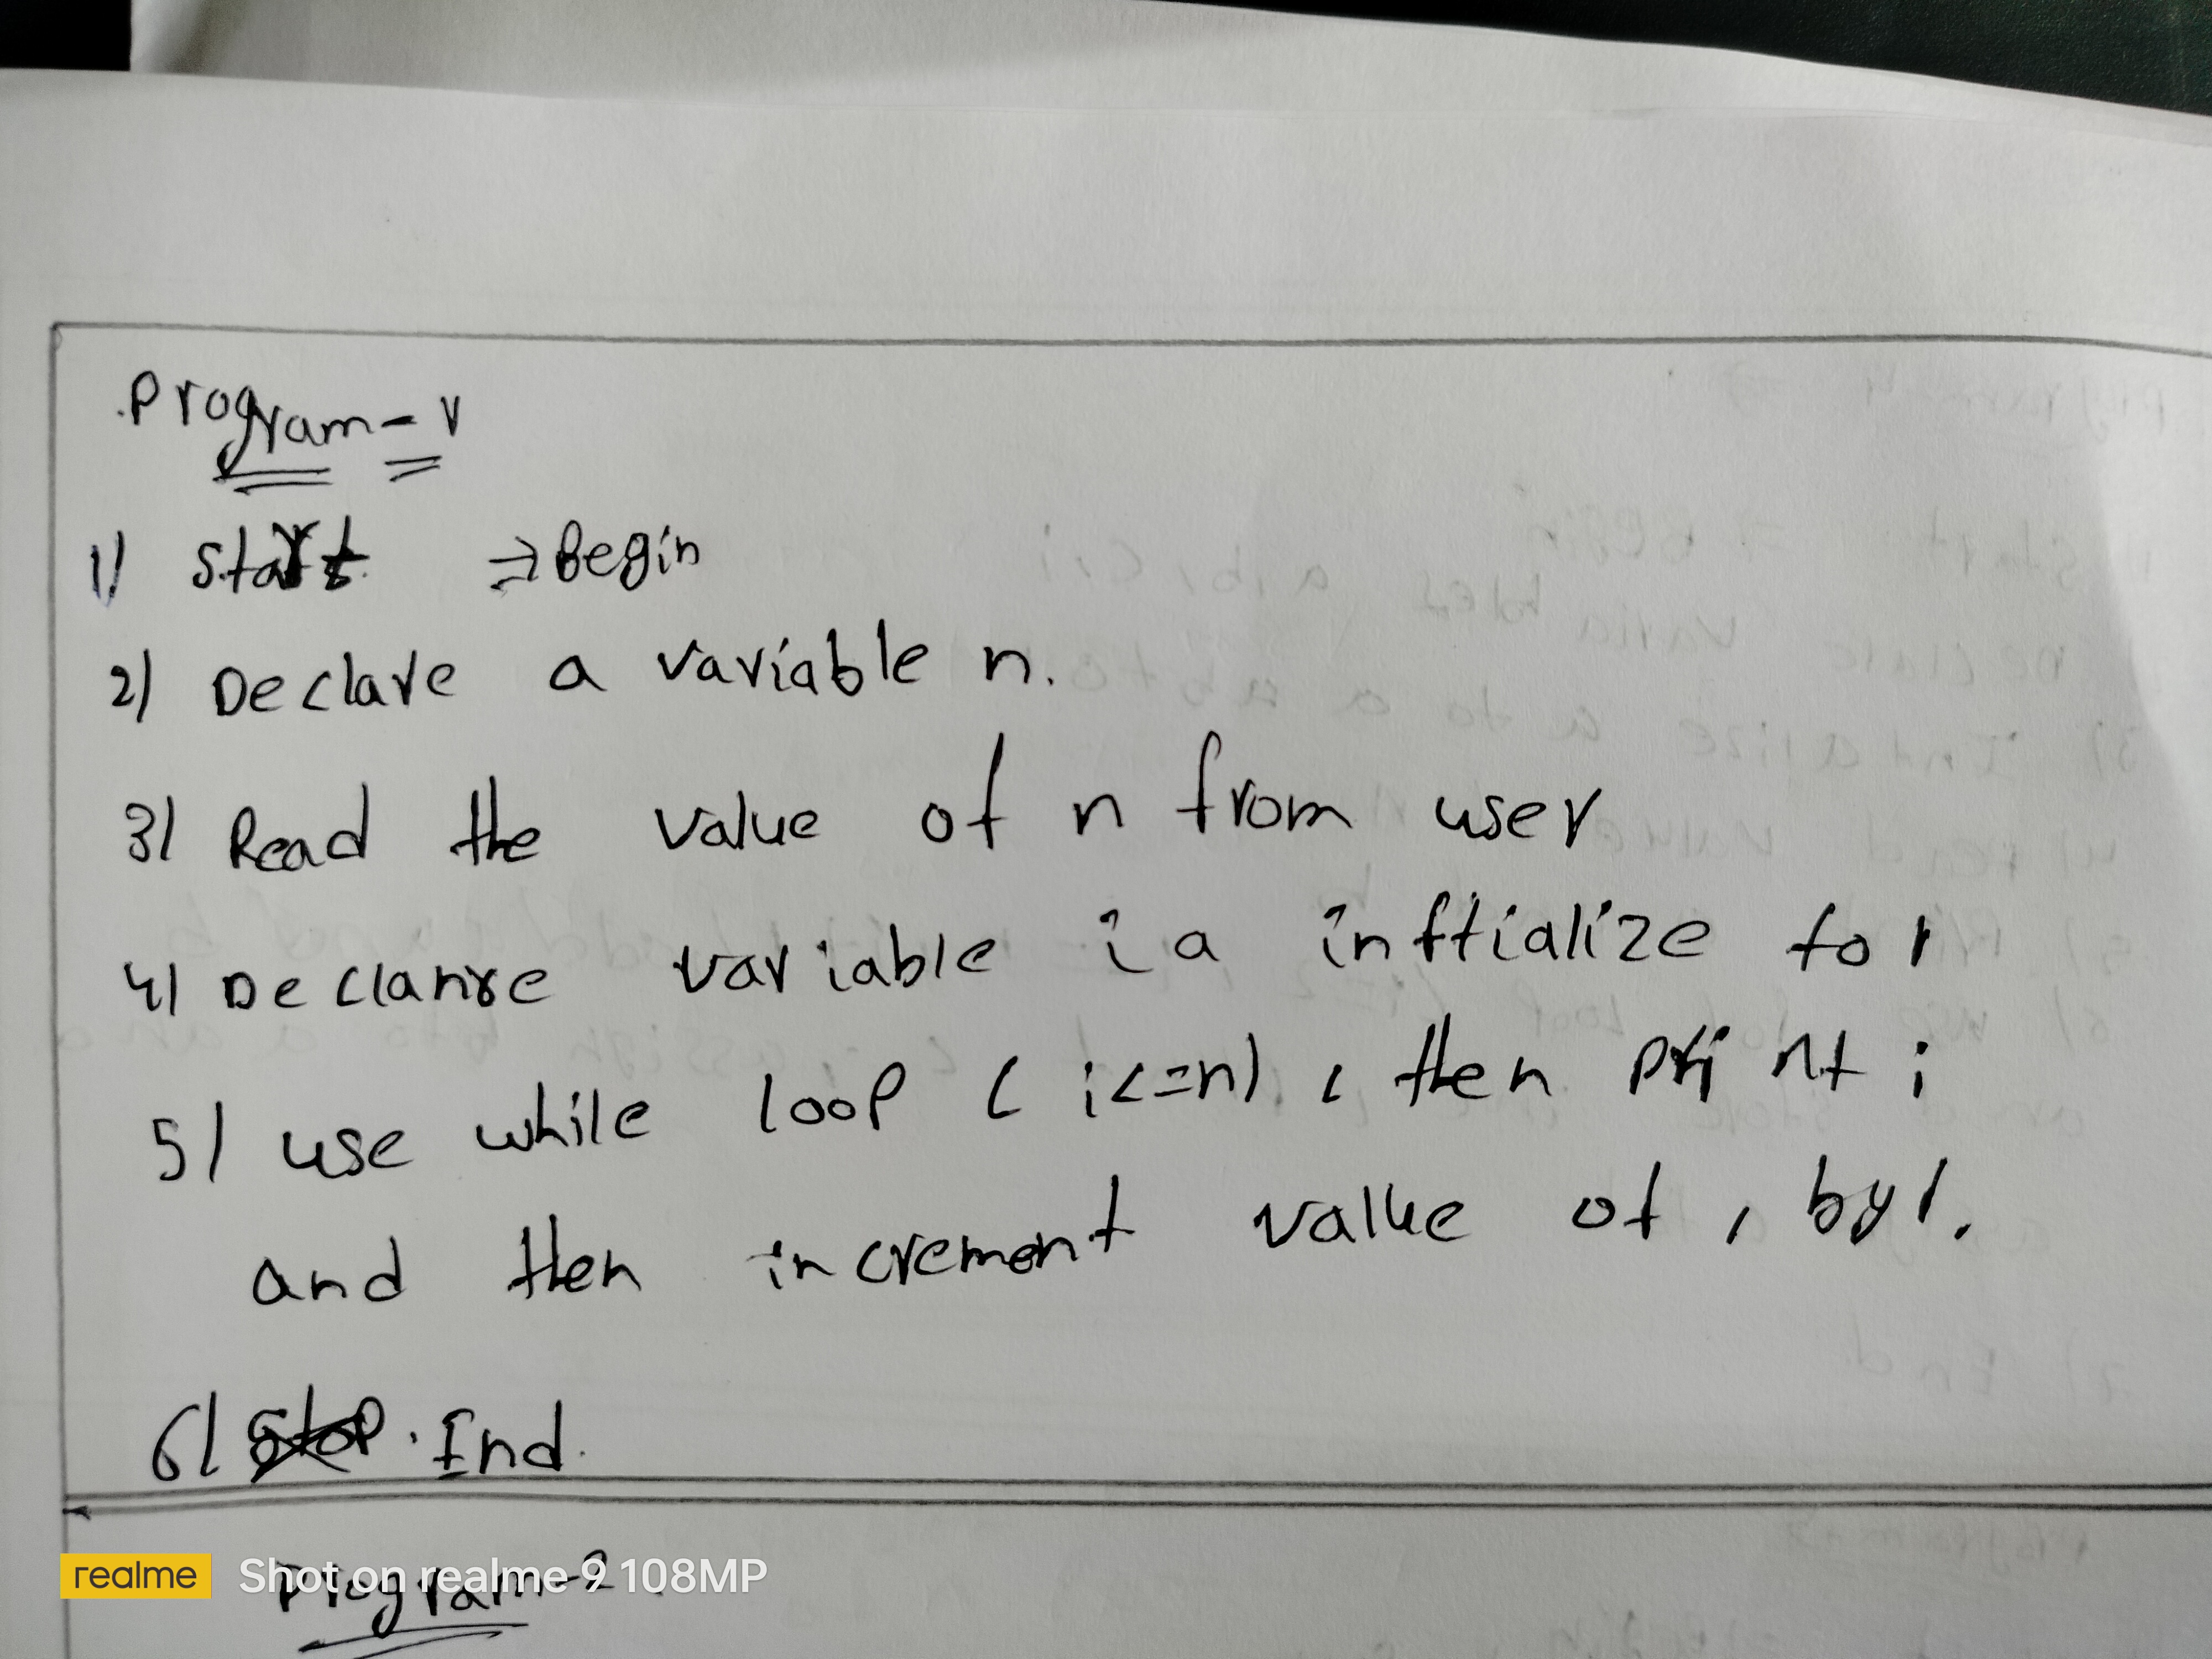 Program - 1
1) Start ⇒ Begin
2) Declare a variable n.
3) Read the value of n from user
4) Declanre variable i a inftialize to 1
5) use while loop ( i<=n) ( then print i
and then increment value of i by 1.
6) End.
realme Shot on realme 9 108MP
Program-2